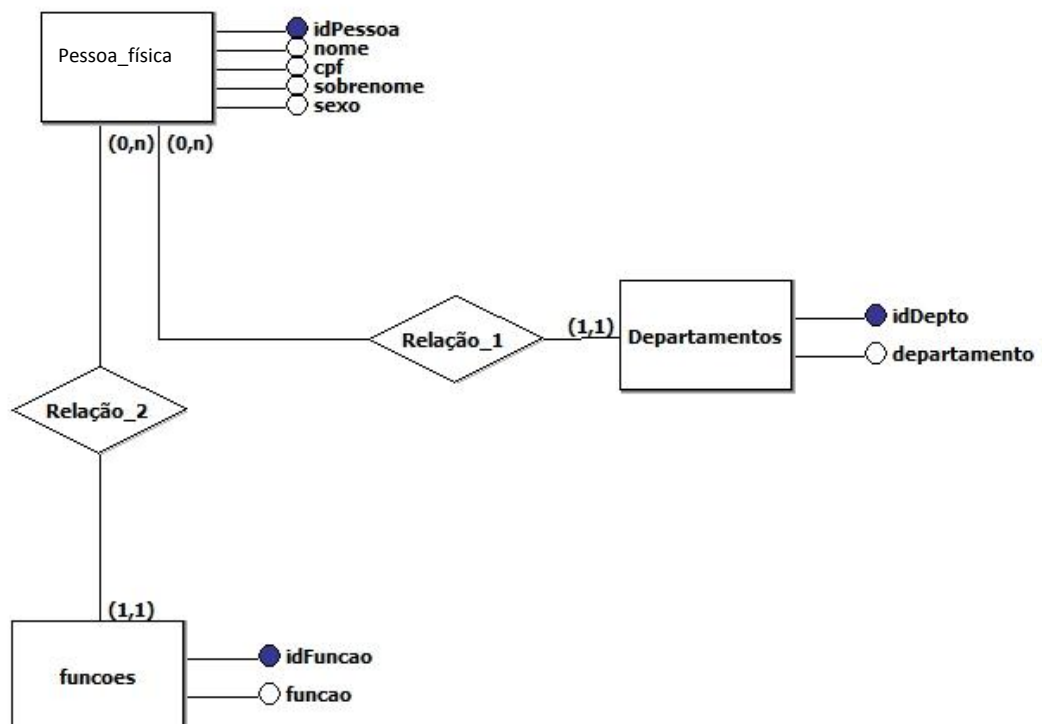 Pessoa_física
idPessoa
nome
cpf
sobrenome
sexo
(0,n) (0,n)
Relação_1
(1,1)
Departamentos
idDepto
departamento
Relação_2
(1,1)
funcoes
idFuncao
funcao